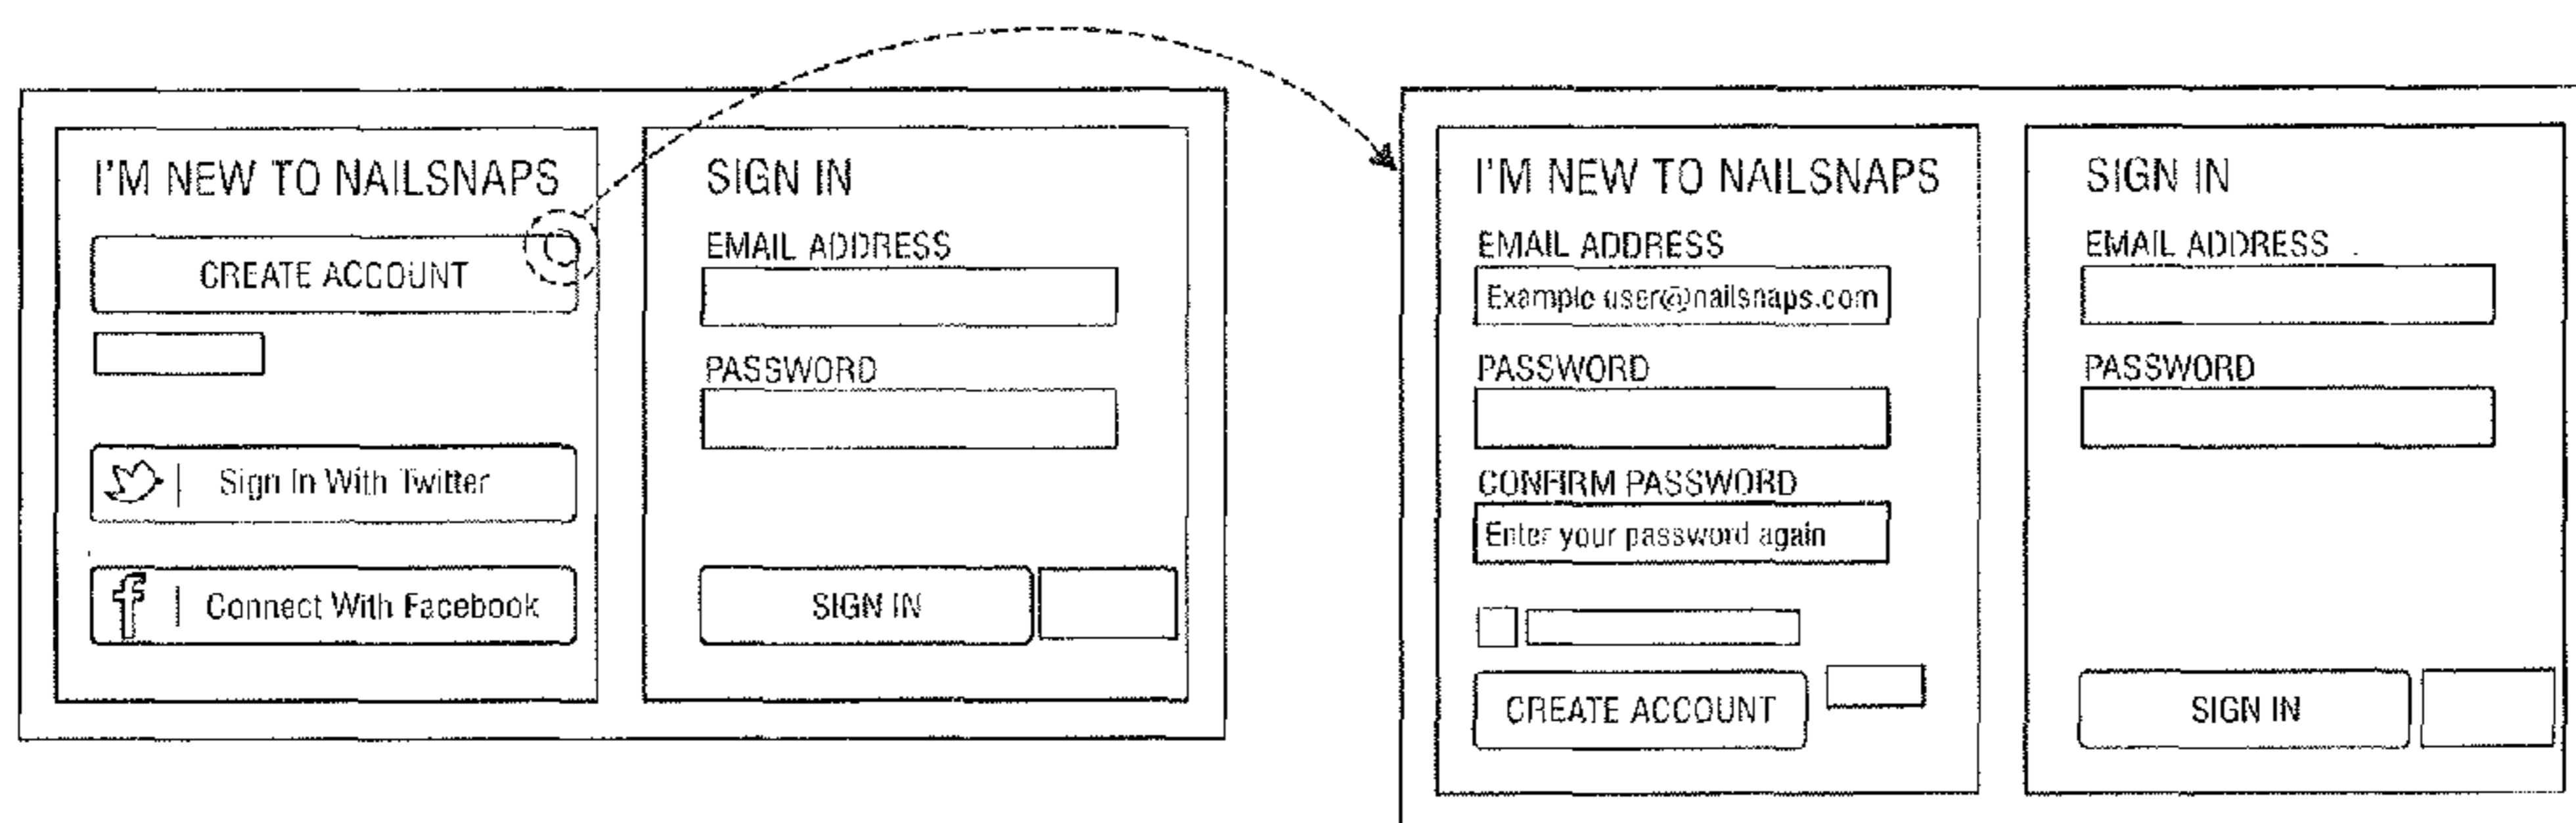 I'M NEW TO NAILSNAPS
CREATE ACCOUNT
Sign In With Twitter
Connect With Facebook
SIGN IN
EMAIL ADDRESS
PASSWORD
SIGN IN
I'M NEW TO NAILSNAPS
EMAIL ADDRESS
Example user@nailsnaps.com
PASSWORD
CONFIRM PASSWORD
Enter your password again
CREATE ACCOUNT
SIGN IN
EMAIL ADDRESS
PASSWORD
SIGN IN